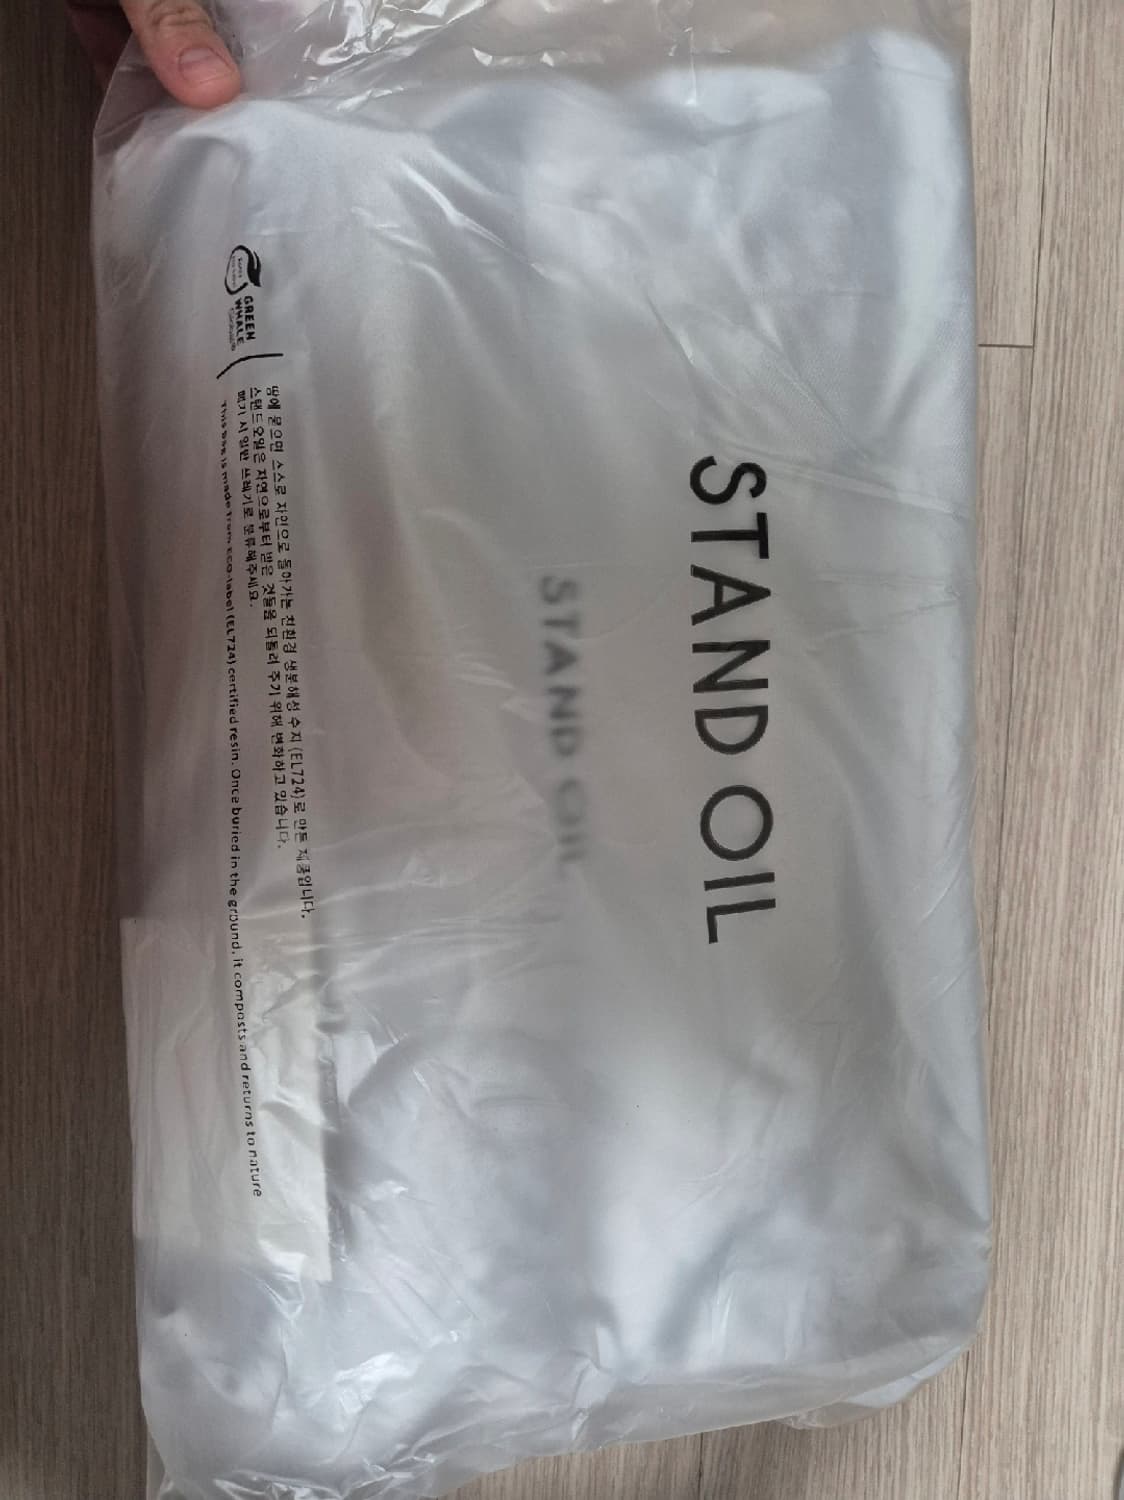 STAND OIL
STAND OIL
GREEN
WHALE
Global
땅에 묻으면 스스로 자연으로 돌아가는 친환경 생분해성 수지 (EL724)로 만든 제품입니다.
스탠드오일은 자연으로부터 받은 것들을 되돌려 주기 위해 변화하고 있습니다.
폐기 시 일반 쓰레기로 분류해주세요.
This bag is made from Eco-label (EL724) certified resin. Once buried in the ground, it composts and returns to nature